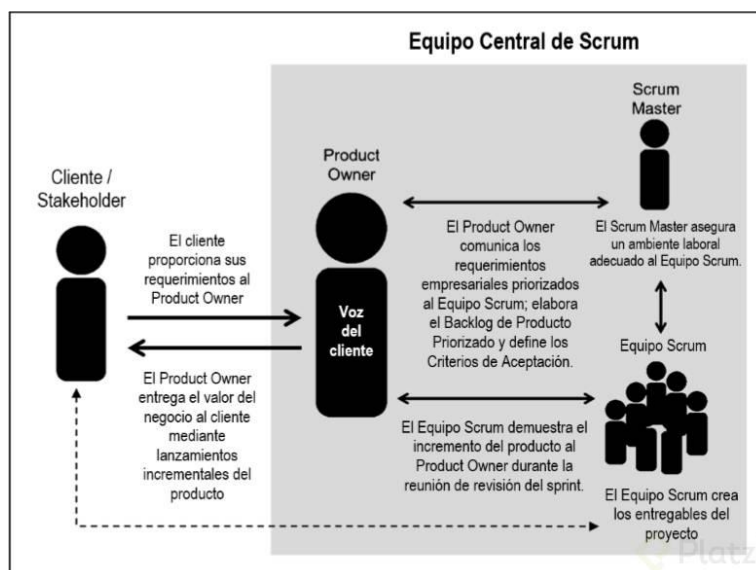 Equipo Central de Scrum
Scrum
Master
Product
Owner
Cliente /
Stakeholder
El cliente
proporciona sus
requerimientos al
Product Owner
El Product Owner
comunica los
requerimientos
empresariales priorizados
al Equipo Scrum; elabora
el Backlog de Producto
Priorizado y define los
Criterios de Aceptación.
El Scrum Master asegura
un ambiente laboral
adecuado al Equipo Scrum.
Voz
del
cliente
Equipo Scrum
El Product Owner
entrega el valor del
negocio al cliente
mediante
lanzamientos
incrementales del
producto
El Equipo Scrum demuestra el
incremento del producto al
Product Owner durante la
reunión de revisión del sprint.
El Equipo Scrum crea
los entregables del
proyecto
Platz